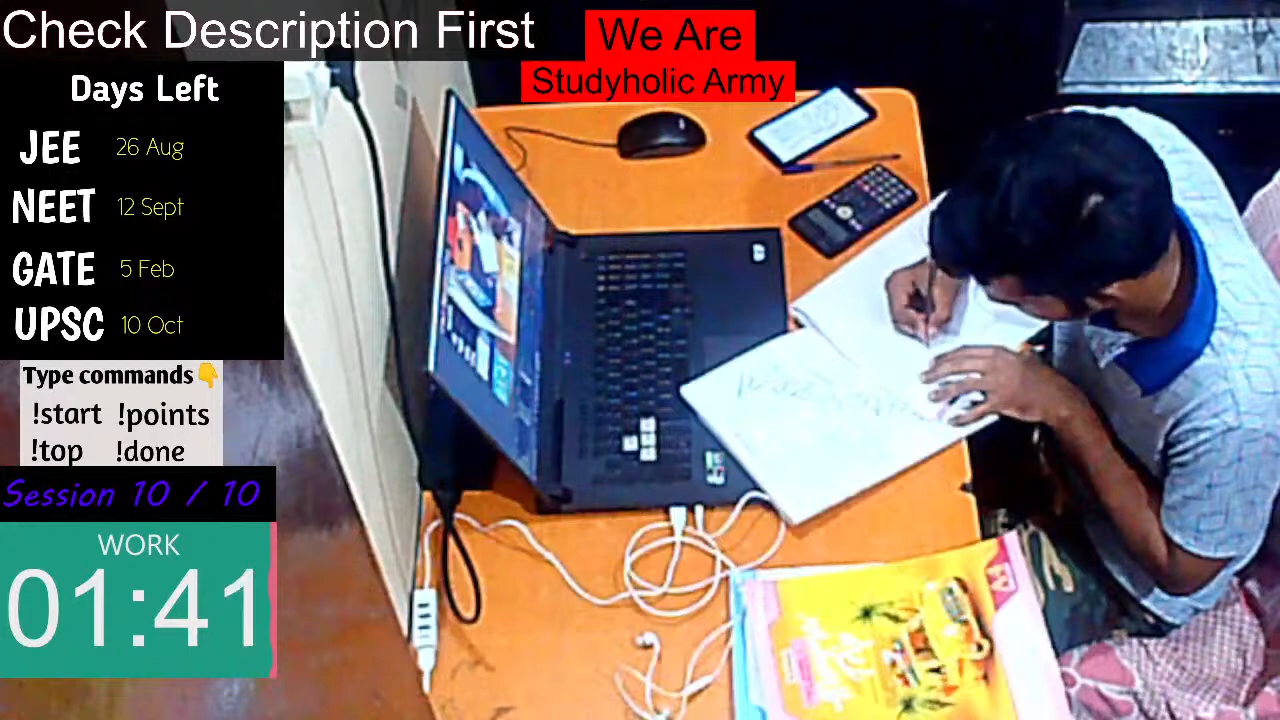 Check Description First
We Are
Studyholic Army
Days Left
JEE 26 Aug
NEET 12 Sept
GATE 5 Feb
UPSC 10 Oct
Type commands👇
!start !points
!top !done
Session 10 / 10
WORK
01:41